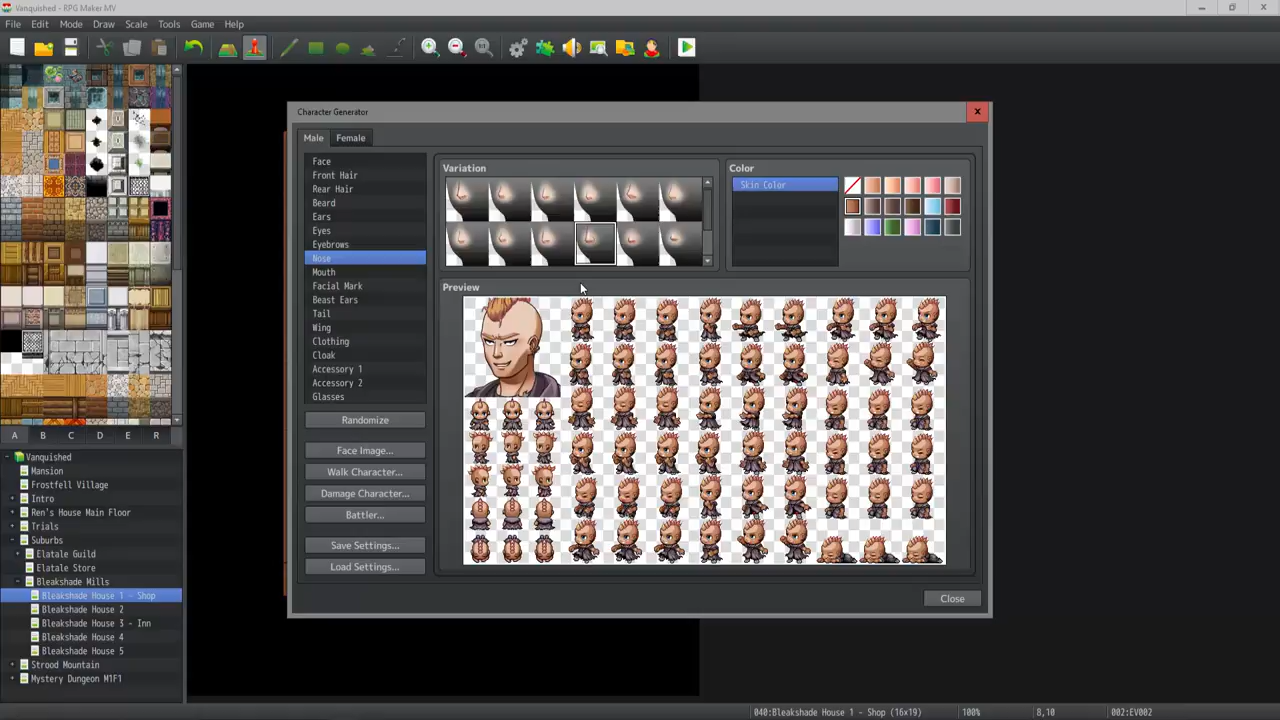 Vanquished - RPG Maker MV
File Edit Mode Draw Scale Tools Game Help
Character Generator
Male Female
Face
Front Hair
Rear Hair
Beard
Ears
Eyes
Eyebrows
Nose
Mouth
Facial Mark
Beast Ears
Tail
Wing
Clothing
Cloak
Accessory 1
Accessory 2
Glasses
Randomize
Face Image...
Walk Character...
Damage Character...
Battler...
Save Settings...
Load Settings...
Variation
Color
Skin Color
Preview
Close
A B C D E R
Vanquished
Mansion
Frostfell Village
Intro
Ren's House Main Floor
Trials
Suburbs
Elatale Guild
Elatale Store
Bleakshade Mills
Bleakshade House 1 - Shop
Bleakshade House 2
Bleakshade House 3 - Inn
Bleakshade House 4
Bleakshade House 5
Strood Mountain
Mystery Dungeon M1F1
040:Bleakshade House 1 - Shop (16x19) 100% 8,10 002:EV002